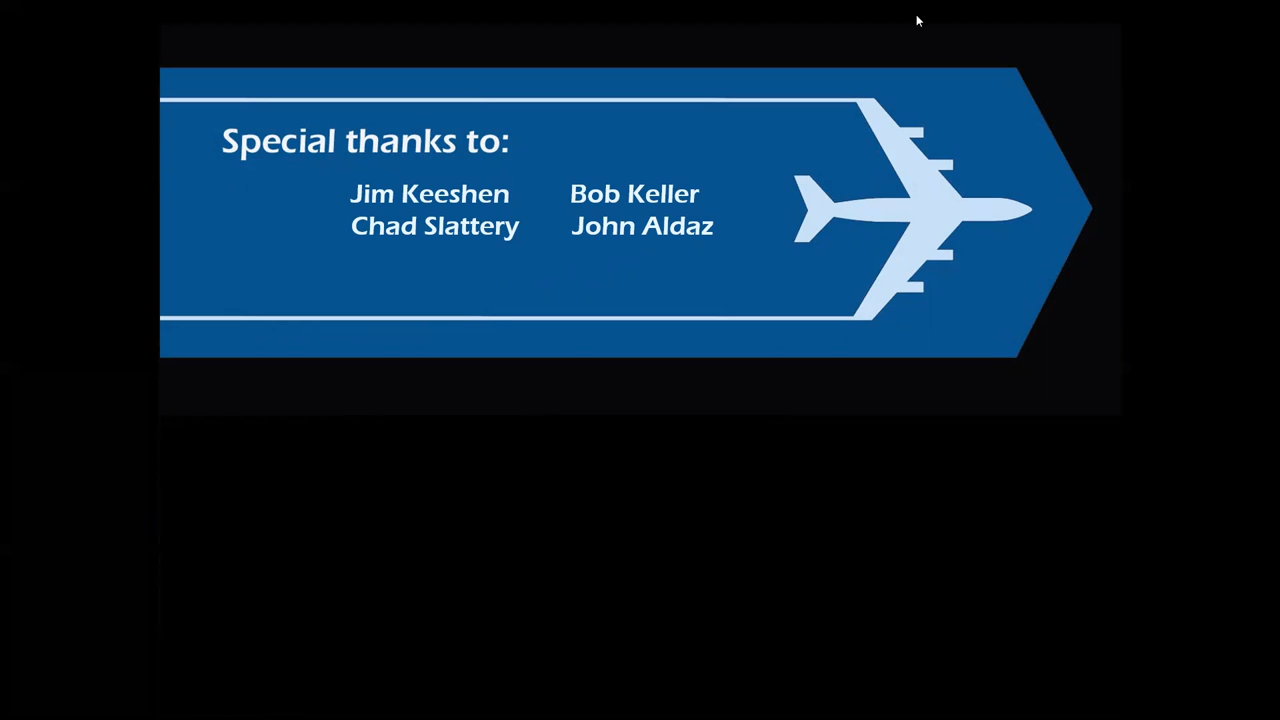 Special thanks to:
Jim Keeshen Bob Keller
Chad Slattery John Aldaz